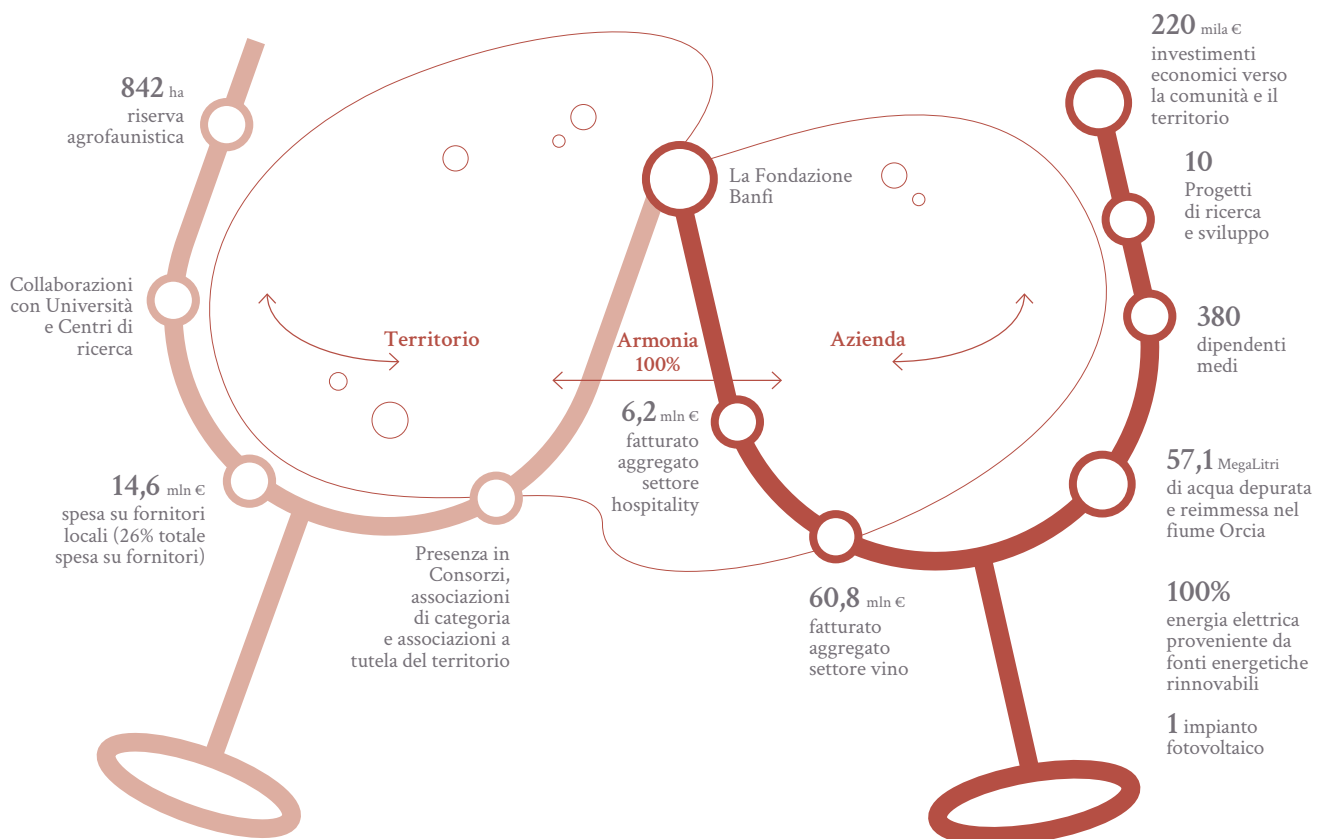 842 ha
riserva
agrofaunistica
Collaborazioni
con Università
e Centri di
ricerca
14,6 mln €
spesa su fornitori
locali (26% totale
spesa su fornitori)
Territorio
Presenza in
Consorzi,
associazioni
di categoria
e associazioni a
tutela del territorio
La Fondazione
Banfi
Armonia
100%
6,2 mln €
fatturato
aggregato
settore
hospitality
Azienda
60,8 mln €
fatturato
aggregato
settore vino
220 mila €
investimenti
economici verso
la comunità e il
territorio
10
Progetti
di ricerca
e sviluppo
380
dipendenti
medi
57,1 MegaLitri
di acqua depurata
e reimmessa nel
fiume Orcia
100%
energia elettrica
proveniente da
fonti energetiche
rinnovabili
1 impianto
fotovoltaico